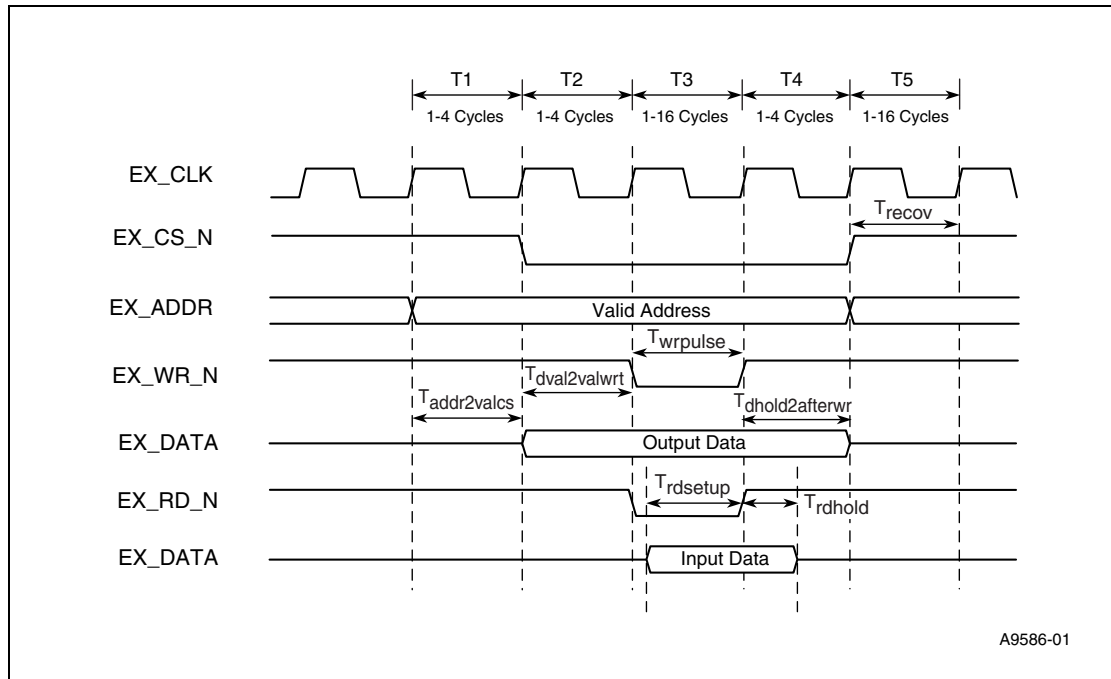 T1 T2 T3 T4 T5
1-4 Cycles 1-4 Cycles 1-16 Cycles 1-4 Cycles 1-16 Cycles
EX_CLK
Trecov
EX_CS_N
EX_ADDR Valid Address
Twrpulse
EX_WR_N
Taddr2valcs Tdval2valwrt Tdhold2afterwr
EX_DATA Output Data
EX_RD_N Trdsetup Trdhold
EX_DATA Input Data
A9586-01